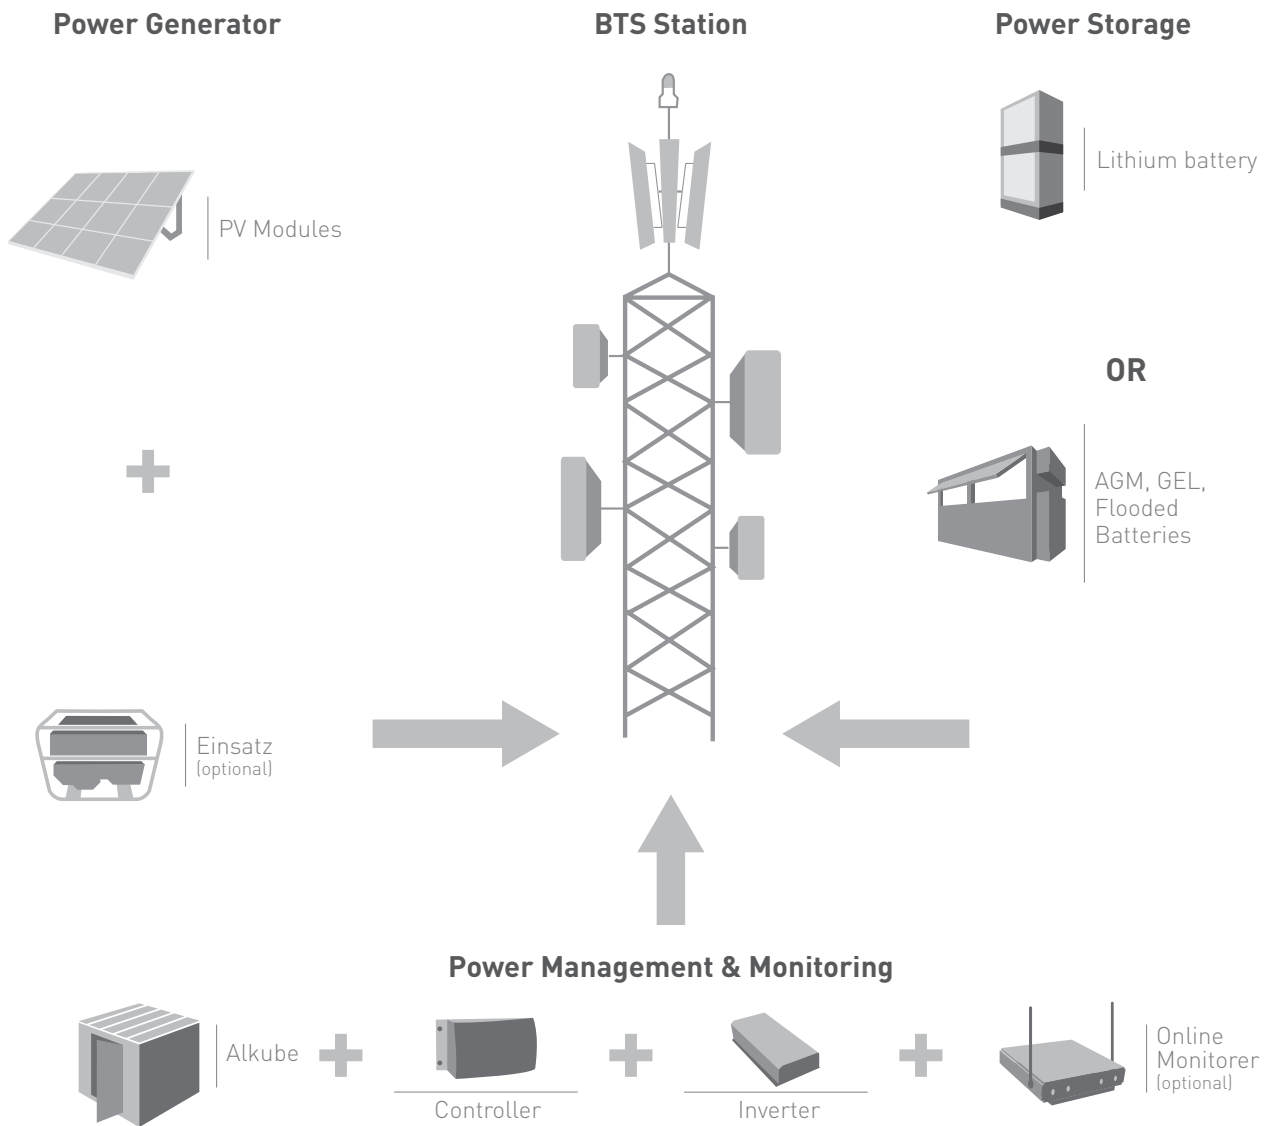 Power Generator
BTS Station
Power Storage
PV Modules
Lithium battery
OR
AGM, GEL,
Flooded
Batteries
Einsatz
(optional)
Power Management & Monitoring
Alkube
Controller
Inverter
Online
Monitorer
(optional)